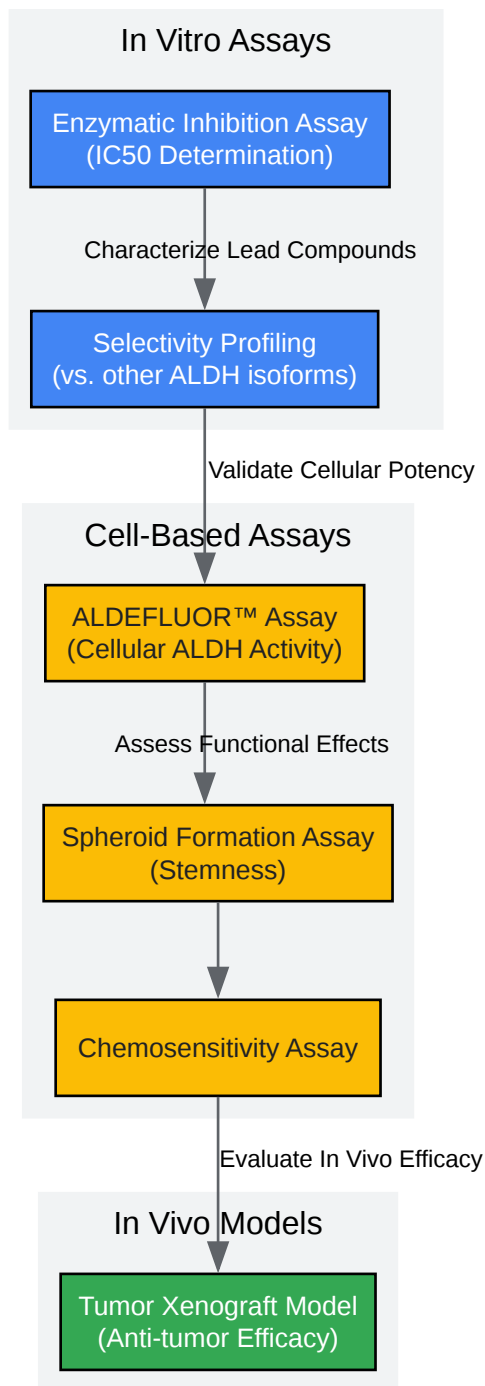 In Vitro Assays
Enzymatic Inhibition Assay
(IC50 Determination)
Characterize Lead Compounds
Selectivity Profiling
(vs. other ALDH isoforms)
Validate Cellular Potency
Cell-Based Assays
ALDEFLUOR™ Assay
(Cellular ALDH Activity)
Assess Functional Effects
Spheroid Formation Assay
(Stemness)
Chemosensitivity Assay
Evaluate In Vivo Efficacy
In Vivo Models
Tumor Xenograft Model
(Anti-tumor Efficacy)